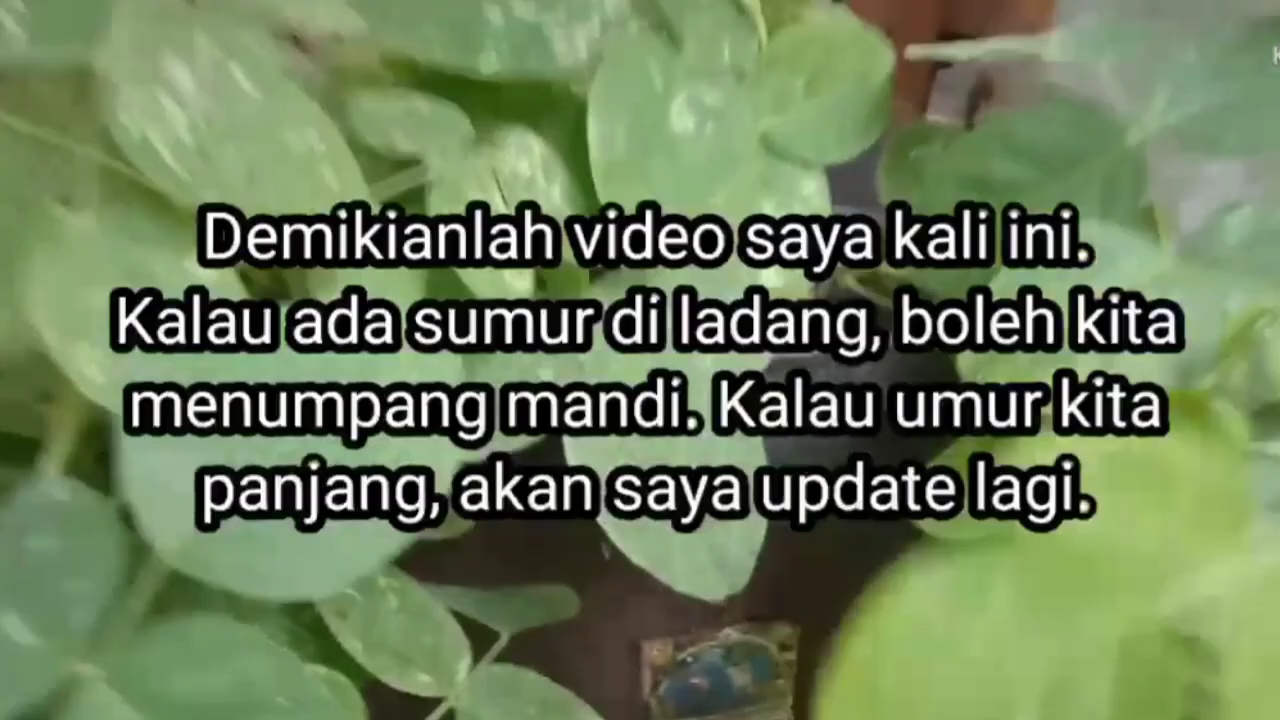 Demikianlah video saya kali ini.
Kalau ada sumur di ladang, boleh kita
menumpang mandi. Kalau umur kita
panjang, akan saya update lagi.